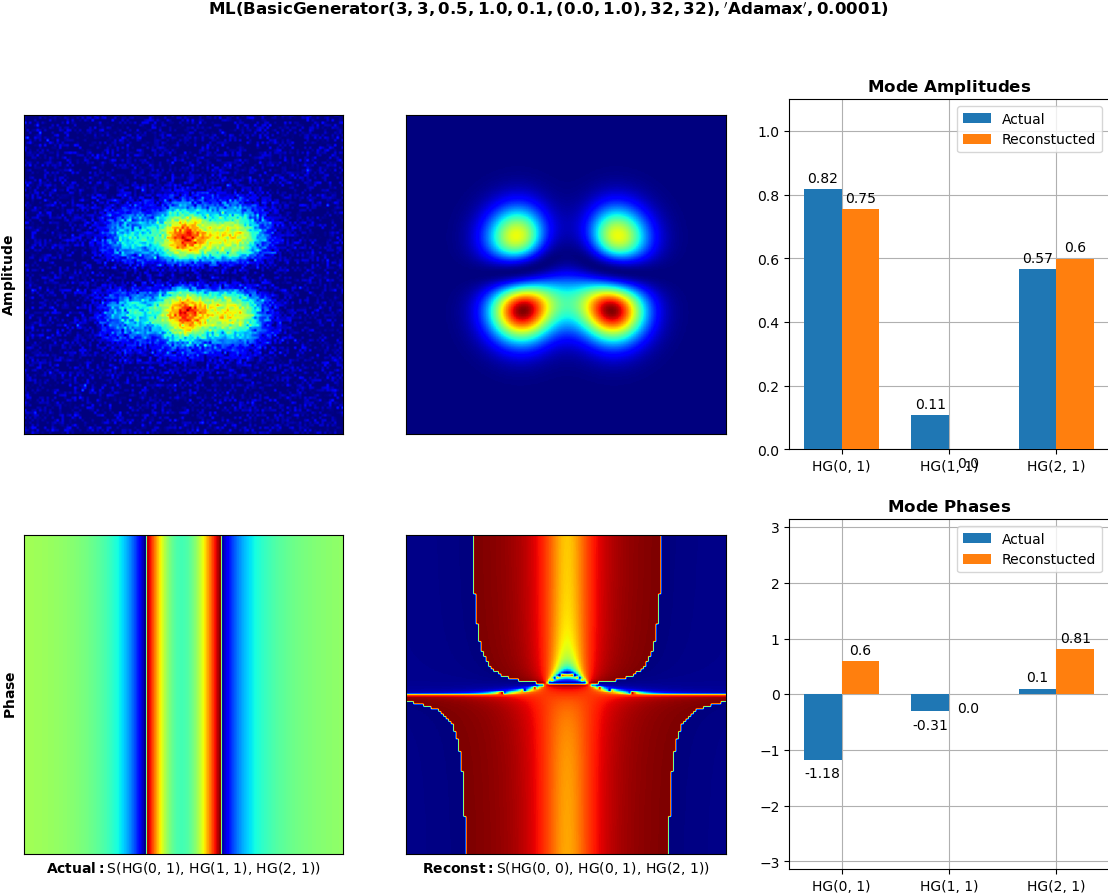 ML(BasicGenerator(3, 3, 0.5, 1.0, 0.1, (0.0, 1.0), 32, 32), 'Adamax', 0.0001)
Amplitude
Mode Amplitudes
Actual
Reconstucted
1.0
0.8
0.6
0.4
0.2
0.0
0.82
0.75
0.11
0.0
0.57
0.6
HG(0, 1)
HG(1, 1)
HG(2, 1)
Phase
Actual: S(HG(0, 1), HG(1, 1), HG(2, 1))
Reconst: S(HG(0, 0), HG(0, 1), HG(2, 1))
Mode Phases
Actual
Reconstucted
3
2
1
0
−1
−2
−3
-1.18
0.6
-0.31
0.0
0.1
0.81
HG(0, 1)
HG(1, 1)
HG(2, 1)